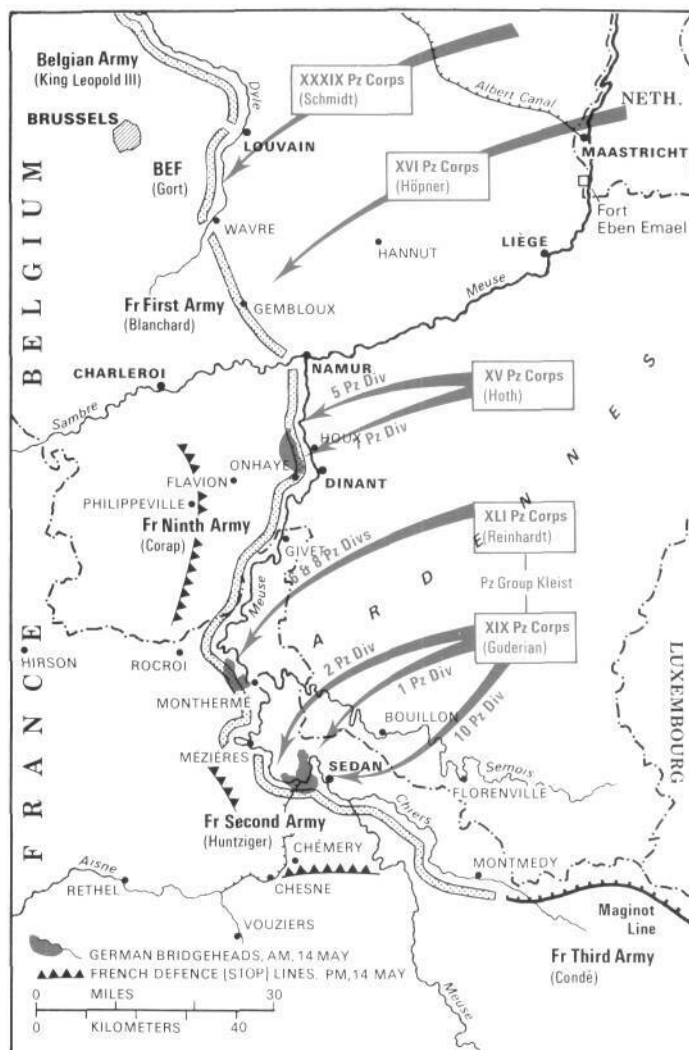 Belgian Army
(King Leopold III)
BRUSSELS
Dyle
LOUVAIN
BEF
(Gort)
WAVRE
XXXIX Pz Corps
(Schmidt)
Albert Canal
NETH.
MAASTRICHT
XVI Pz Corps
(Höpner)
Fort
Eben Emael
HANNUT
LIÈGE
Meuse
BELGIUM
Fr First Army
(Blanchard)
GEMBLOUX
CHARLEROI
NAMUR
Sambre
5 Pz Div
7 Pz Div
XV Pz Corps
(Hoth)
HOUX
ONHAYE
DINANT
FLAVION
PHILIPPEVILLE
Fr Ninth Army
(Corap)
GIVET
Meuse
6 & 8 Pz Divs
XLI Pz Corps
(Reinhardt)
Pz Group Kleist
ARDENNES
XIX Pz Corps
(Guderian)
2 Pz Div
1 Pz Div
10 Pz Div
FRANCE
HIRSON
ROCROI
MONTHERMÉ
MÉZIÈRES
BOUILLON
SEDAN
Semois
FLORENVILLE
LUXEMBOURG
Fr Second Army
(Huntziger)
Chiers
CHÉMERY
CHESNE
MONTMEDY
Aisne
RETHEL
VOUZIERS
Maginot
Line
Fr Third Army
(Condé)
Meuse
GERMAN BRIDGEHEADS, AM, 14 MAY
FRENCH DEFENCE [STOP] LINES, PM, 14 MAY
0 MILES 30
0 KILOMETERS 40